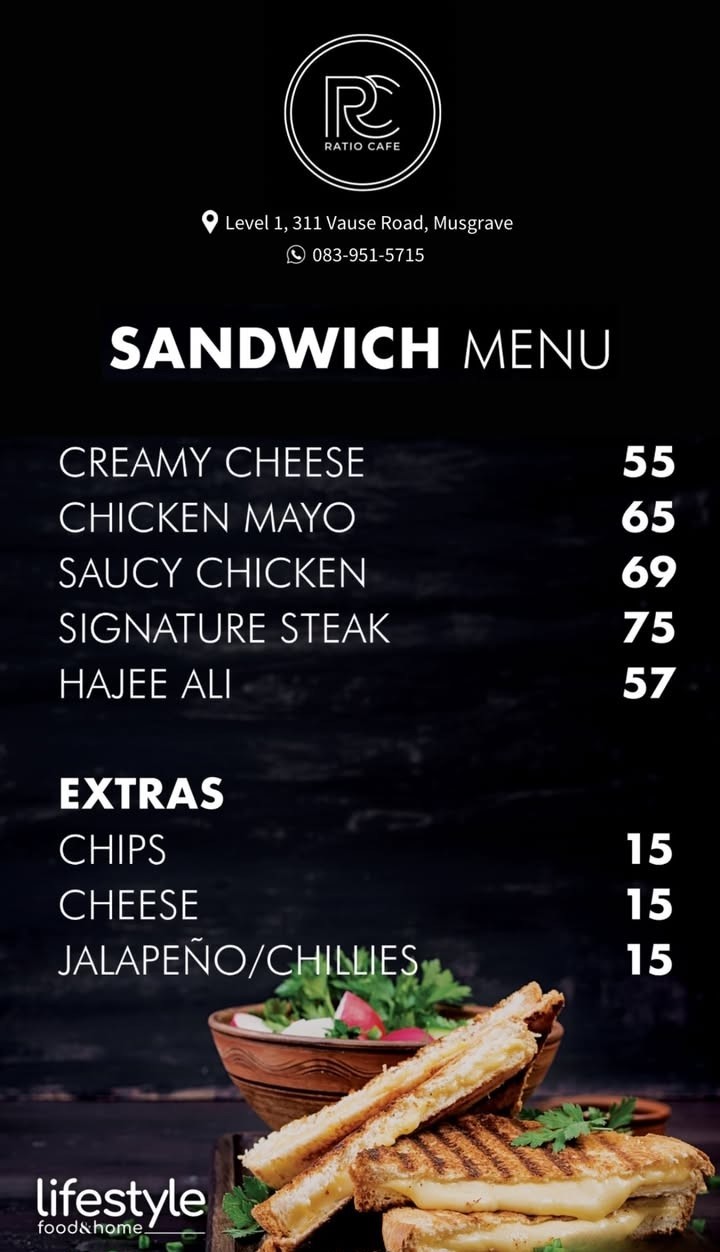 RC
RATIO CAFE
Level 1, 311 Vause Road, Musgrave
083-951-5715
SANDWICH MENU
CREAMY CHEESE 55
CHICKEN MAYO 65
SAUCY CHICKEN 69
SIGNATURE STEAK 75
HAJEE ALI 57
EXTRAS
CHIPS 15
CHEESE 15
JALAPEÑO/CHILLIES 15
lifestyle
food&home